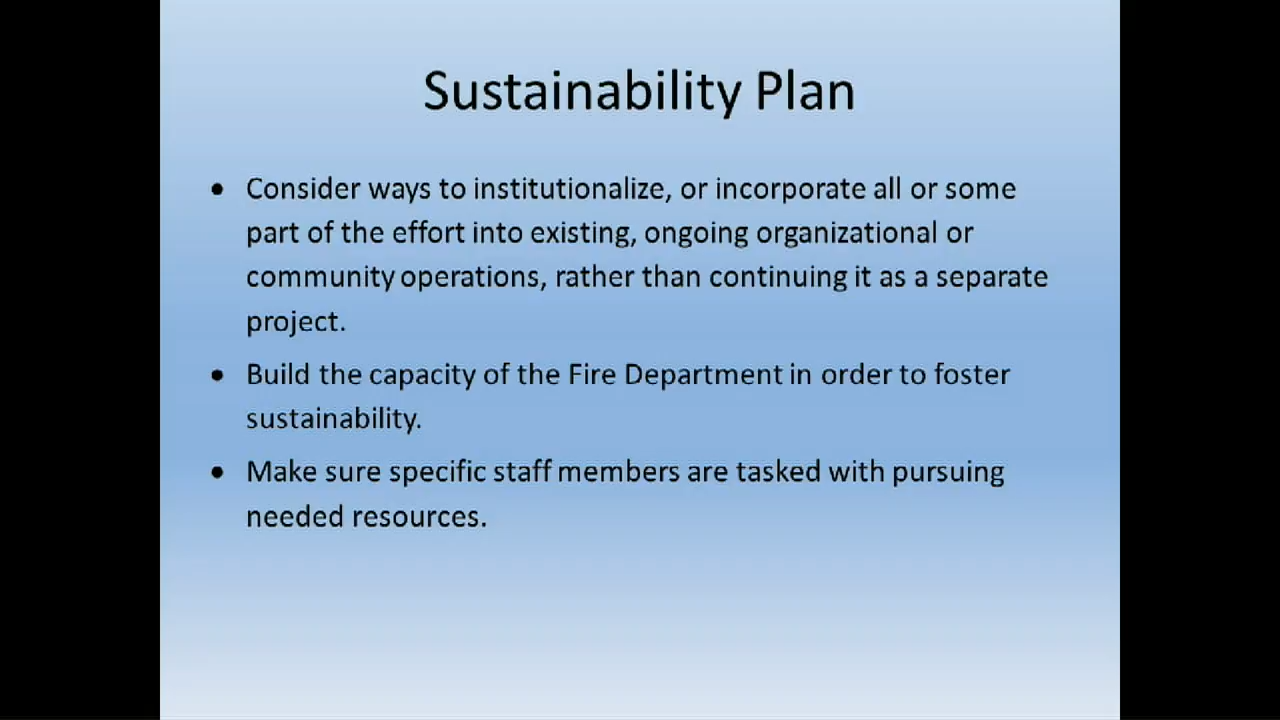 Sustainability Plan
• Consider ways to institutionalize, or incorporate all or some
part of the effort into existing, ongoing organizational or
community operations, rather than continuing it as a separate
project.
• Build the capacity of the Fire Department in order to foster
sustainability.
• Make sure specific staff members are tasked with pursuing
needed resources.